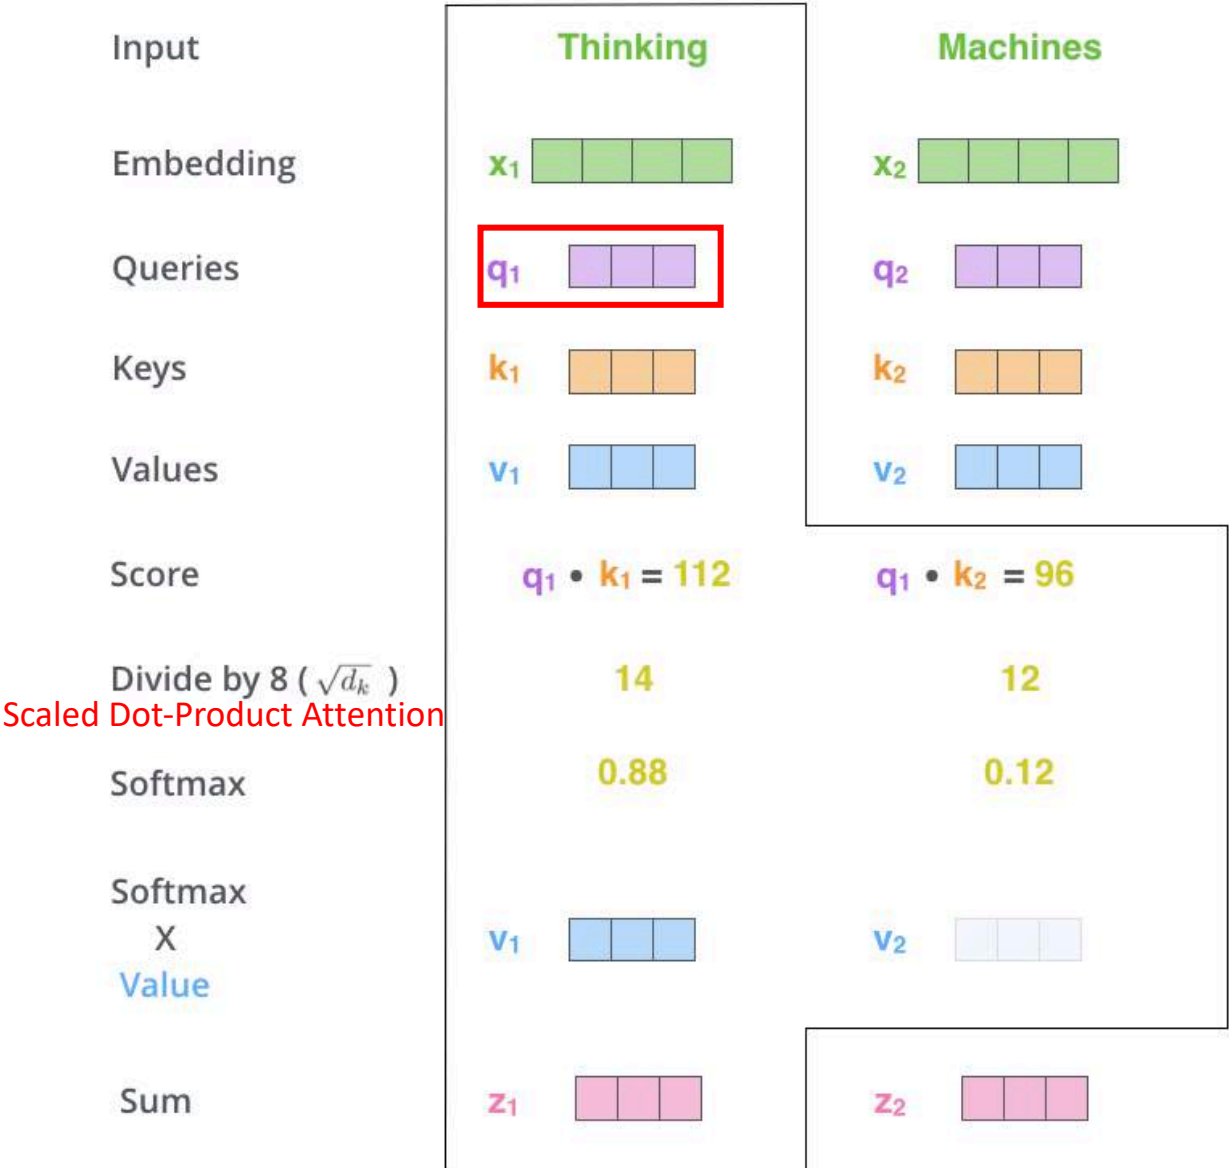 Input Thinking Machines
Embedding x₁ x₂
Queries q₁ q₂
Keys k₁ k₂
Values v₁ v₂
Score q₁ • k₁ = 112 q₁ • k₂ = 96
Divide by 8 ( √dₖ ) 14 12
Scaled Dot-Product Attention
Softmax 0.88 0.12
Softmax
X v₁ v₂
Value
Sum z₁ z₂